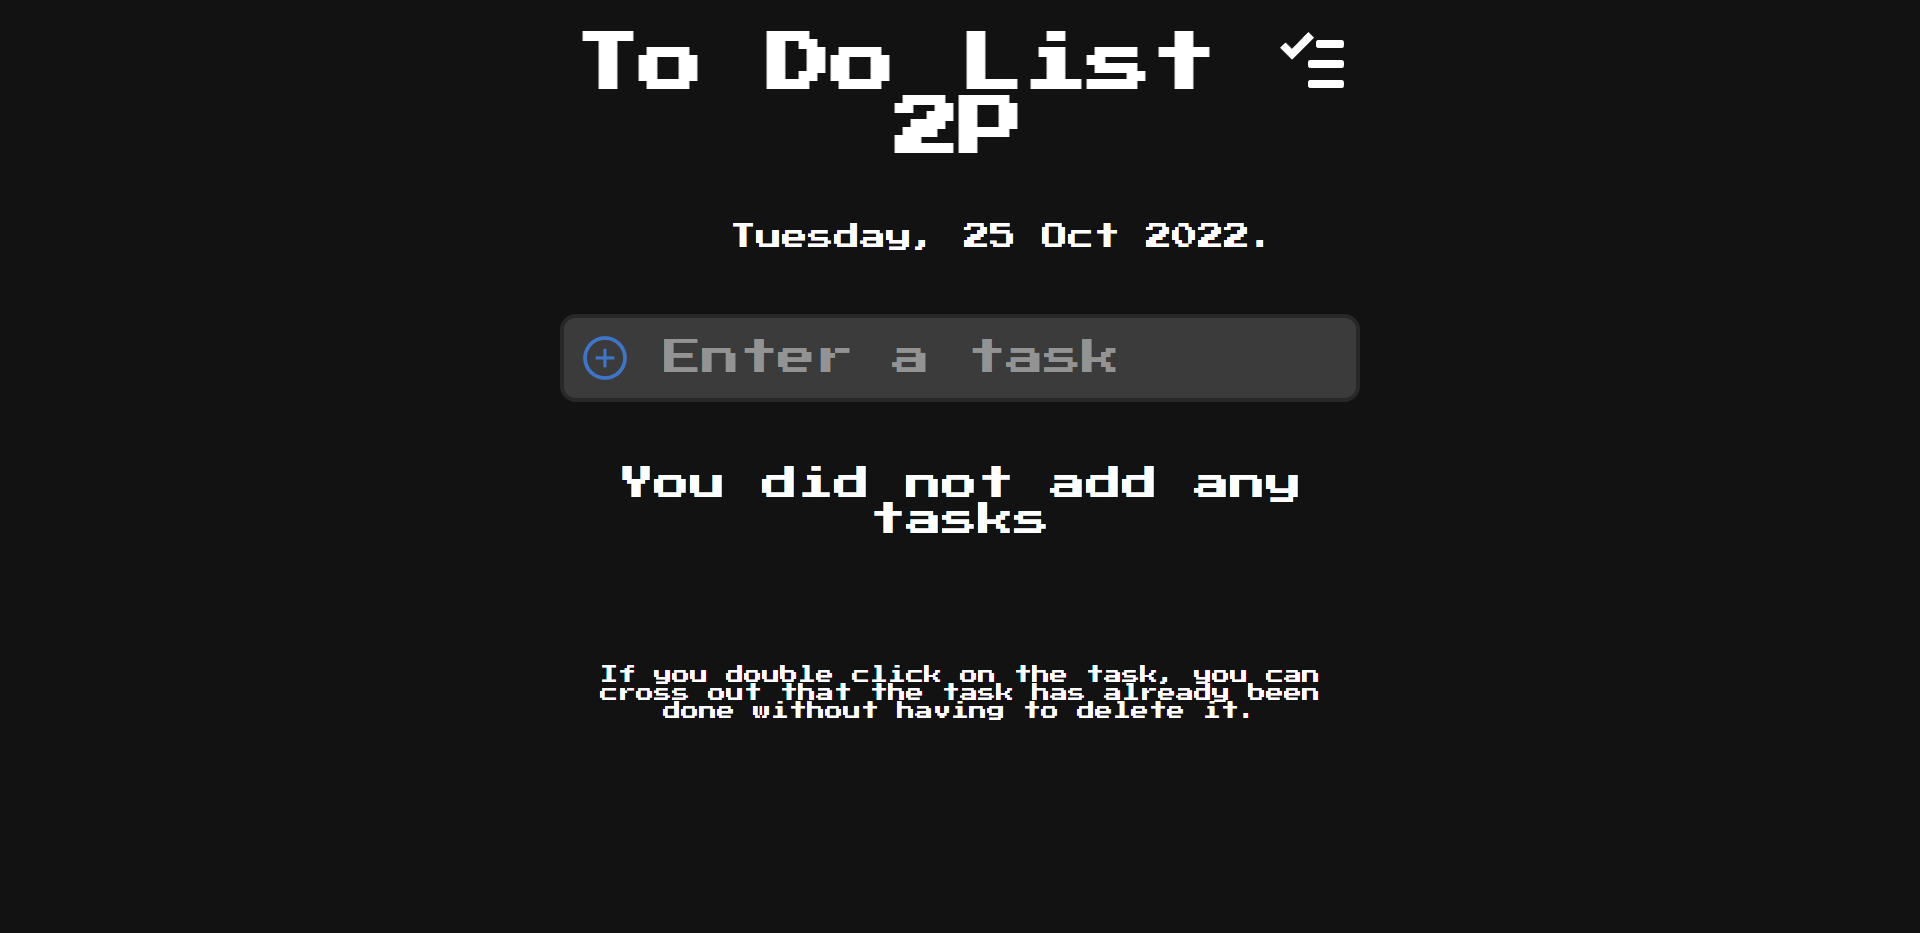 To Do List
2P
Tuesday, 25 Oct 2022.
Enter a task
You did not add any
tasks
If you double click on the task, you can
cross out that the task has already been
done without having to delete it.